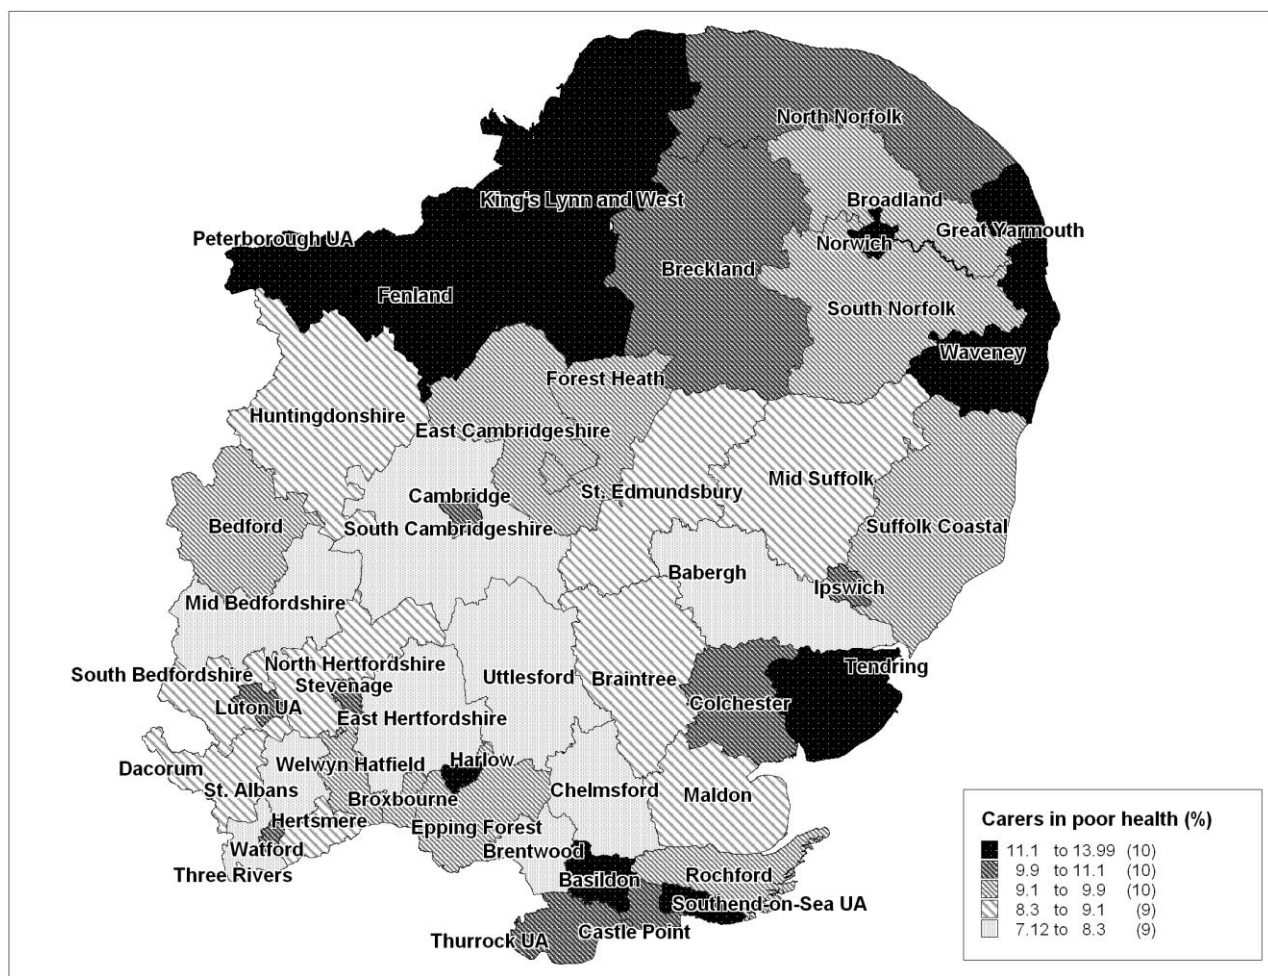 North Norfolk
King's Lynn and West
Broadland
Peterborough UA
Norwich
Great Yarmouth
Breckland
Fenland
South Norfolk
Waveney
Forest Heath
Huntingdonshire
East Cambridgeshire
Mid Suffolk
St. Edmundsbury
Cambridge
Bedford
South Cambridgeshire
Suffolk Coastal
Babergh
Ipswich
Mid Bedfordshire
North Hertfordshire
Tendring
South Bedfordshire
Stevenage
Uttlesford
Braintree
Luton UA
Colchester
East Hertfordshire
Dacorum
Welwyn Hatfield
Harlow
St. Albans
Chelmsford
Broxbourne
Maldon
Hertsmere
Epping Forest
Watford
Brentwood
Three Rivers
Basildon
Rochford
Southend-on-Sea UA
Castle Point
Thurrock UA
Carers in poor health (%)
11.1 to 13.99 (10)
9.9 to 11.1 (10)
9.1 to 9.9 (10)
8.3 to 9.1 (9)
7.12 to 8.3 (9)